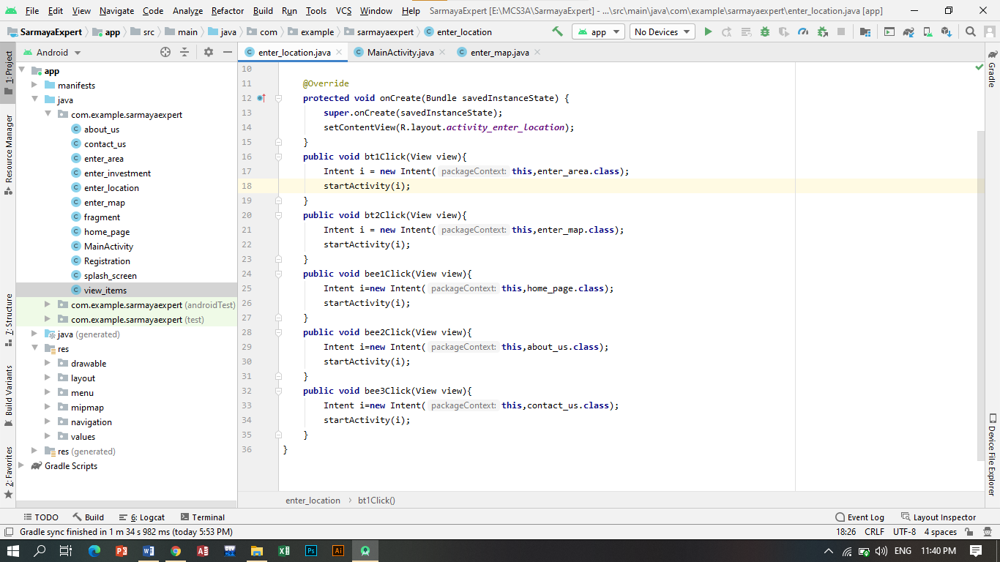 File Edit View Navigate Code Analyze Refactor Build Run Tools VCS Window Help SarmayaExpert [E:\MCS3A\SarmayaExpert] - ...\src\main\java\com\example\sarmayaexpert\enter_location.java [app]
SarmayaExpert app src main java com example sarmayaexpert enter_location app No Devices
1: Project
Resource Manager
7: Structure
Build Variants
2: Favorites
Android
app
manifests
java
com.example.sarmayaexpert
about_us
contact_us
enter_area
enter_investment
enter_location
enter_map
fragment
home_page
MainActivity
Registration
splash_screen
view_items
com.example.sarmayaexpert (androidTest)
com.example.sarmayaexpert (test)
java (generated)
res
drawable
layout
menu
mipmap
navigation
values
res (generated)
Gradle Scripts
enter_location.java MainActivity.java enter_map.java
10
11 @Override
12 protected void onCreate(Bundle savedInstanceState) {
13 super.onCreate(savedInstanceState);
14 setContentView(R.layout.activity_enter_location);
15 }
16 public void bt1Click(View view){
17 Intent i = new Intent( packageContext: this,enter_area.class);
18 startActivity(i);
19 }
20 public void bt2Click(View view){
21 Intent i = new Intent( packageContext: this,enter_map.class);
22 startActivity(i);
23 }
24 public void bee1Click(View view){
25 Intent i=new Intent( packageContext: this,home_page.class);
26 startActivity(i);
27 }
28 public void bee2Click(View view){
29 Intent i=new Intent( packageContext: this,about_us.class);
30 startActivity(i);
31 }
32 public void bee3Click(View view){
33 Intent i=new Intent( packageContext: this,contact_us.class);
34 startActivity(i);
35 }
36 }
enter_location bt1Click()
Gradle
Device File Explorer
TODO Build 6: Logcat Terminal Event Log Layout Inspector
Gradle sync finished in 1 m 34 s 982 ms (today 5:53 PM) 18:26 CRLF UTF-8 4 spaces
ENG 11:40 PM